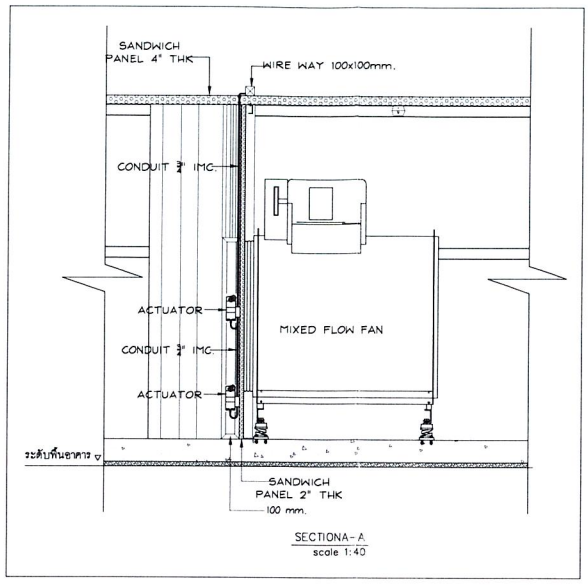 SANDWICH
PANEL 4" THK
WIRE WAY 100x100mm.
CONDUIT ¾" IMC.
ACTUATOR
MIXED FLOW FAN
CONDUIT ¾" IMC.
ACTUATOR
ระดับพื้นอาคาร
SANDWICH
PANEL 2" THK
100 mm.
SECTIONA-A
scale 1:40